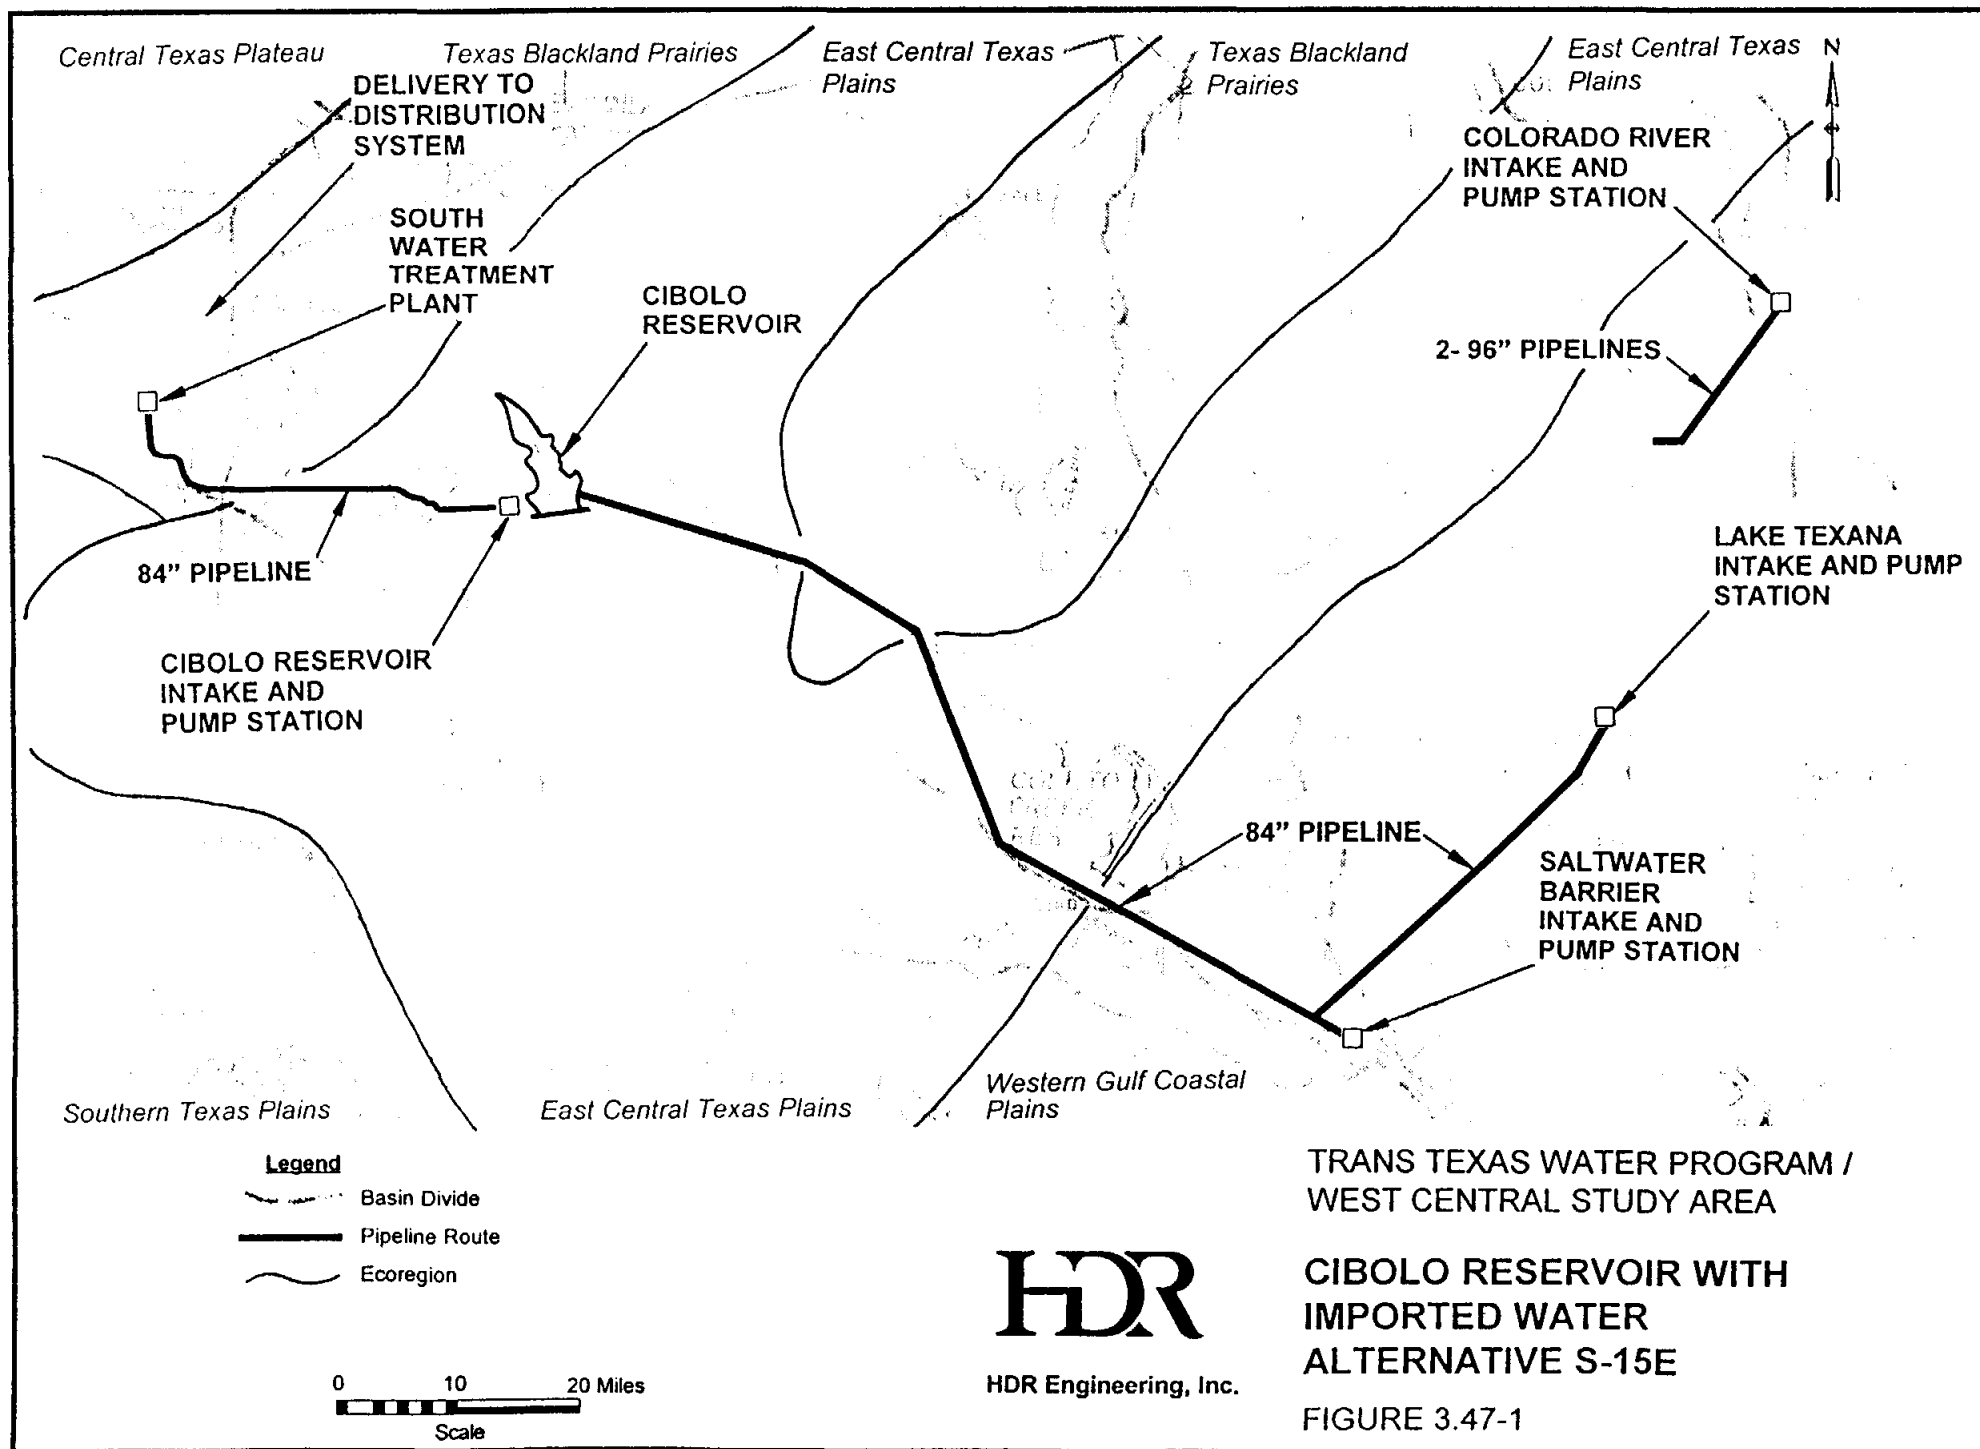 Central Texas Plateau
Texas Blackland Prairies
East Central Texas
Plains
Texas Blackland
Prairies
East Central Texas
Plains
N
DELIVERY TO
DISTRIBUTION
SYSTEM
SOUTH
WATER
TREATMENT
PLANT
CIBOLO
RESERVOIR
COLORADO RIVER
INTAKE AND
PUMP STATION
2- 96” PIPELINES
84” PIPELINE
CIBOLO RESERVOIR
INTAKE AND
PUMP STATION
LAKE TEXANA
INTAKE AND PUMP
STATION
84” PIPELINE
SALTWATER
BARRIER
INTAKE AND
PUMP STATION
Southern Texas Plains
East Central Texas Plains
Western Gulf Coastal
Plains
Legend
Basin Divide
Pipeline Route
Ecoregion
0 10 20 Miles
Scale
HDR
HDR Engineering, Inc.
TRANS TEXAS WATER PROGRAM /
WEST CENTRAL STUDY AREA
CIBOLO RESERVOIR WITH
IMPORTED WATER
ALTERNATIVE S-15E
FIGURE 3.47-1